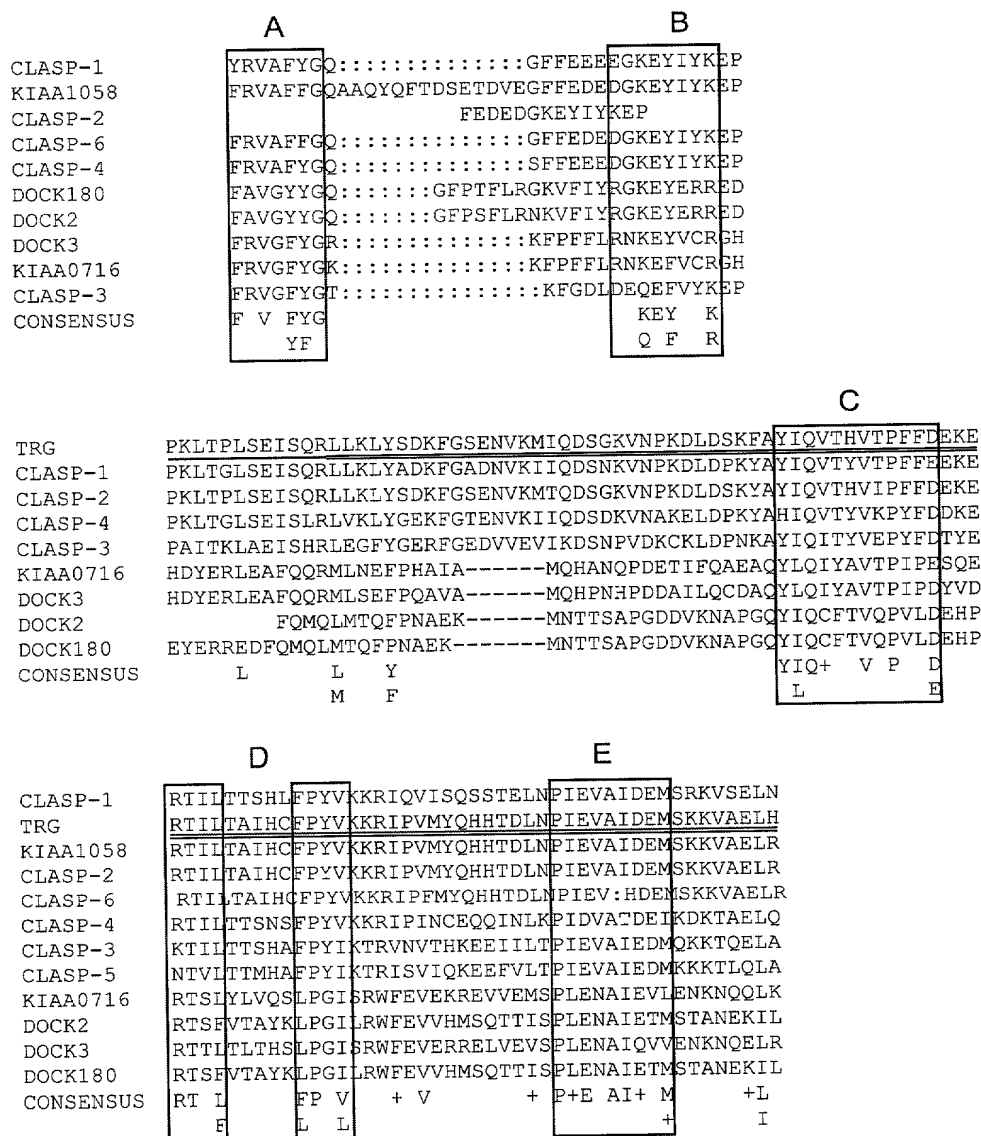 A B
CLASP-1 YRVAFYGQ::::::::::::::GFFEEEEGKEYIYKEP
KIAA1058 FRVAFFGQAAQYQFTDSETDVEGFFEDEDGKEYIYKEP
CLASP-2 FEDEDGKEYIYKEP
CLASP-6 FRVAFFGQ::::::::::::::GFFEDEDGKEYIYKEP
CLASP-4 FRVAFYGQ::::::::::::::SFFEEEDGKEYIYKEP
DOCK180 FAVGYYGQ:::::::GFPTFLRGKVFIYRGKEYERRED
DOCK2 FAVGYYGQ:::::::GFPSFLRNKVFIYRGKEYERRED
DOCK3 FRVGFYGR::::::::::::::KFPFFLRNKEYVCRGH
KIAA0716 FRVGFYGK::::::::::::::KFPFFLRNKEFVCRGH
CLASP-3 FRVGFYGT:::::::::::::::KFGDLDEQEFVYKEP
CONSENSUS F V FYG KEY K
YF Q F R
C
TRG PKLTPLSEISQRLLKLYSDKFGSENVKMIQDSGKVNPKDLDSKFAYIQVTHVTPFFDEKE
CLASP-1 PKLTGLSEISQRLLKLYADKFGADNVKIIQDSNKVNPKDLDPKYAYIQVTYVTPFFEEKE
CLASP-2 PKLTPLSEISQRLLKLYSDKFGSENVKMTQDSGKVNPKDLDSKYAYIQVTHVIPFFDEKE
CLASP-4 PKLTGLSEISLRLVKLYGEKFGTENVKIIQDSDKVNAKELDPKYAHIQVTYVKPYFDDKE
CLASP-3 PAITKLAEISHRLEGFYGERFGEDVVEVIKDSNPVDKCKLDPNKAYIQITYVEPYFDTYE
KIAA0716 HDYERLEAFQQRMLNEFPHAIA------MQHANQPDETIFQAEAQYLQIYAVTPIPESQE
DOCK3 HDYERLEAFQQRMLSEFPQAVA------MQHPNHPDDAILQCDAQYLQIYAVTPIPDYVD
DOCK2 FQMQLMTQFPNAEK-------MNTTSAPGDDVKNAPGQYIQCFTVQPVLDEHP
DOCK180 EYERREDFQMQLMTQFPNAEK-------MNTTSAPGDDVKNAPGQYIQCFTVQPVLDEHP
CONSENSUS L L Y YIQ+ V P D
M F L E
D E
CLASP-1 RTILTTSHLFPYVKKRIQVISQSSTELNPIEVAIDEMSRKVSELN
TRG RTILTAIHCFPYVKKRIPVMYQHHTDLNPIEVAIDEMSKKVAELH
KIAA1058 RTILTAIHCFPYVKKRIPVMYQHHTDLNPIEVAIDEMSKKVAELR
CLASP-2 RTILTAIHCFPYVKKRIPVMYQHHTDLNPIEVAIDEMSKKVAELR
CLASP-6 RTILTAIHCFPYVKKRIPFMYQHHTDLNPIEV:HDEMSKKVAELR
CLASP-4 RTILTTSNSFPYVKKRIPINCEQQINLKPIDVATDEIKDKTAELQ
CLASP-3 KTILTTSHAFPYIKTRVNVTHKEEIILTPIEVAIEDMQKKTQELA
CLASP-5 NTVLTTMHAFPYIKTRISVIQKEEFVLTPIEVAIEDMKKKTLQLA
KIAA0716 RTSLYLVQSLPGISRWFEVEKREVVEMSPLENAIEVLENKNQQLK
DOCK2 RTSFVTAYKLPGILRWFEVVHMSQTTISPLENAIETMSTANEKIL
DOCK3 RTTLTLTHSLPGISRWFEVERRELVEVSPLENAIQVVENKNQELR
DOCK180 RTSFVTAYKLPGILRWFEVVHMSQTTISPLENAIETMSTANEKIL
CONSENSUS RT L FP V + V + P+E AI+ M +L
F L L + I